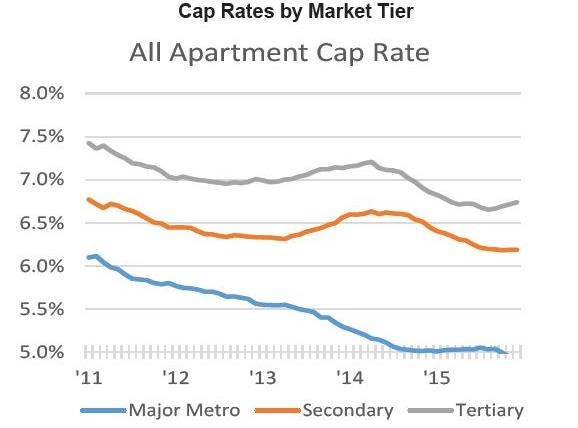 Cap Rates by Market Tier
All Apartment Cap Rate
8.0%
7.5%
7.0%
6.5%
6.0%
5.5%
5.0%
'11 '12 '13 '14 '15
Major Metro Secondary Tertiary